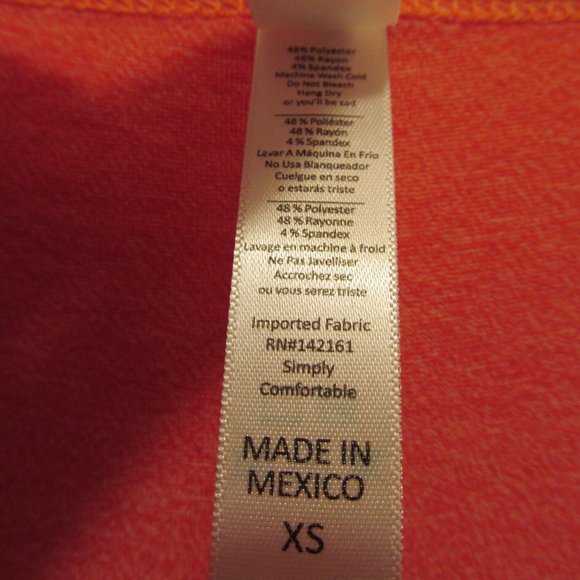 48% Polyester
48% Rayon
4% Spandex
Machine Wash Cold
Do Not Bleach
Hang Dry
or you'll be sad
48 % Poliéster
48 % Rayón
4 % Spandex
Lavar A Máquina En Frío
No Usa Blanqueador
Cuelgue en seco
o estarás triste
48 % Polyester
48 % Rayonne
4 % Spandex
Lavage en machine à froid
Ne Pas Javelliser
Accrochez sec
ou vous serez triste
Imported Fabric
RN#142161
Simply
Comfortable
MADE IN
MEXICO
XS